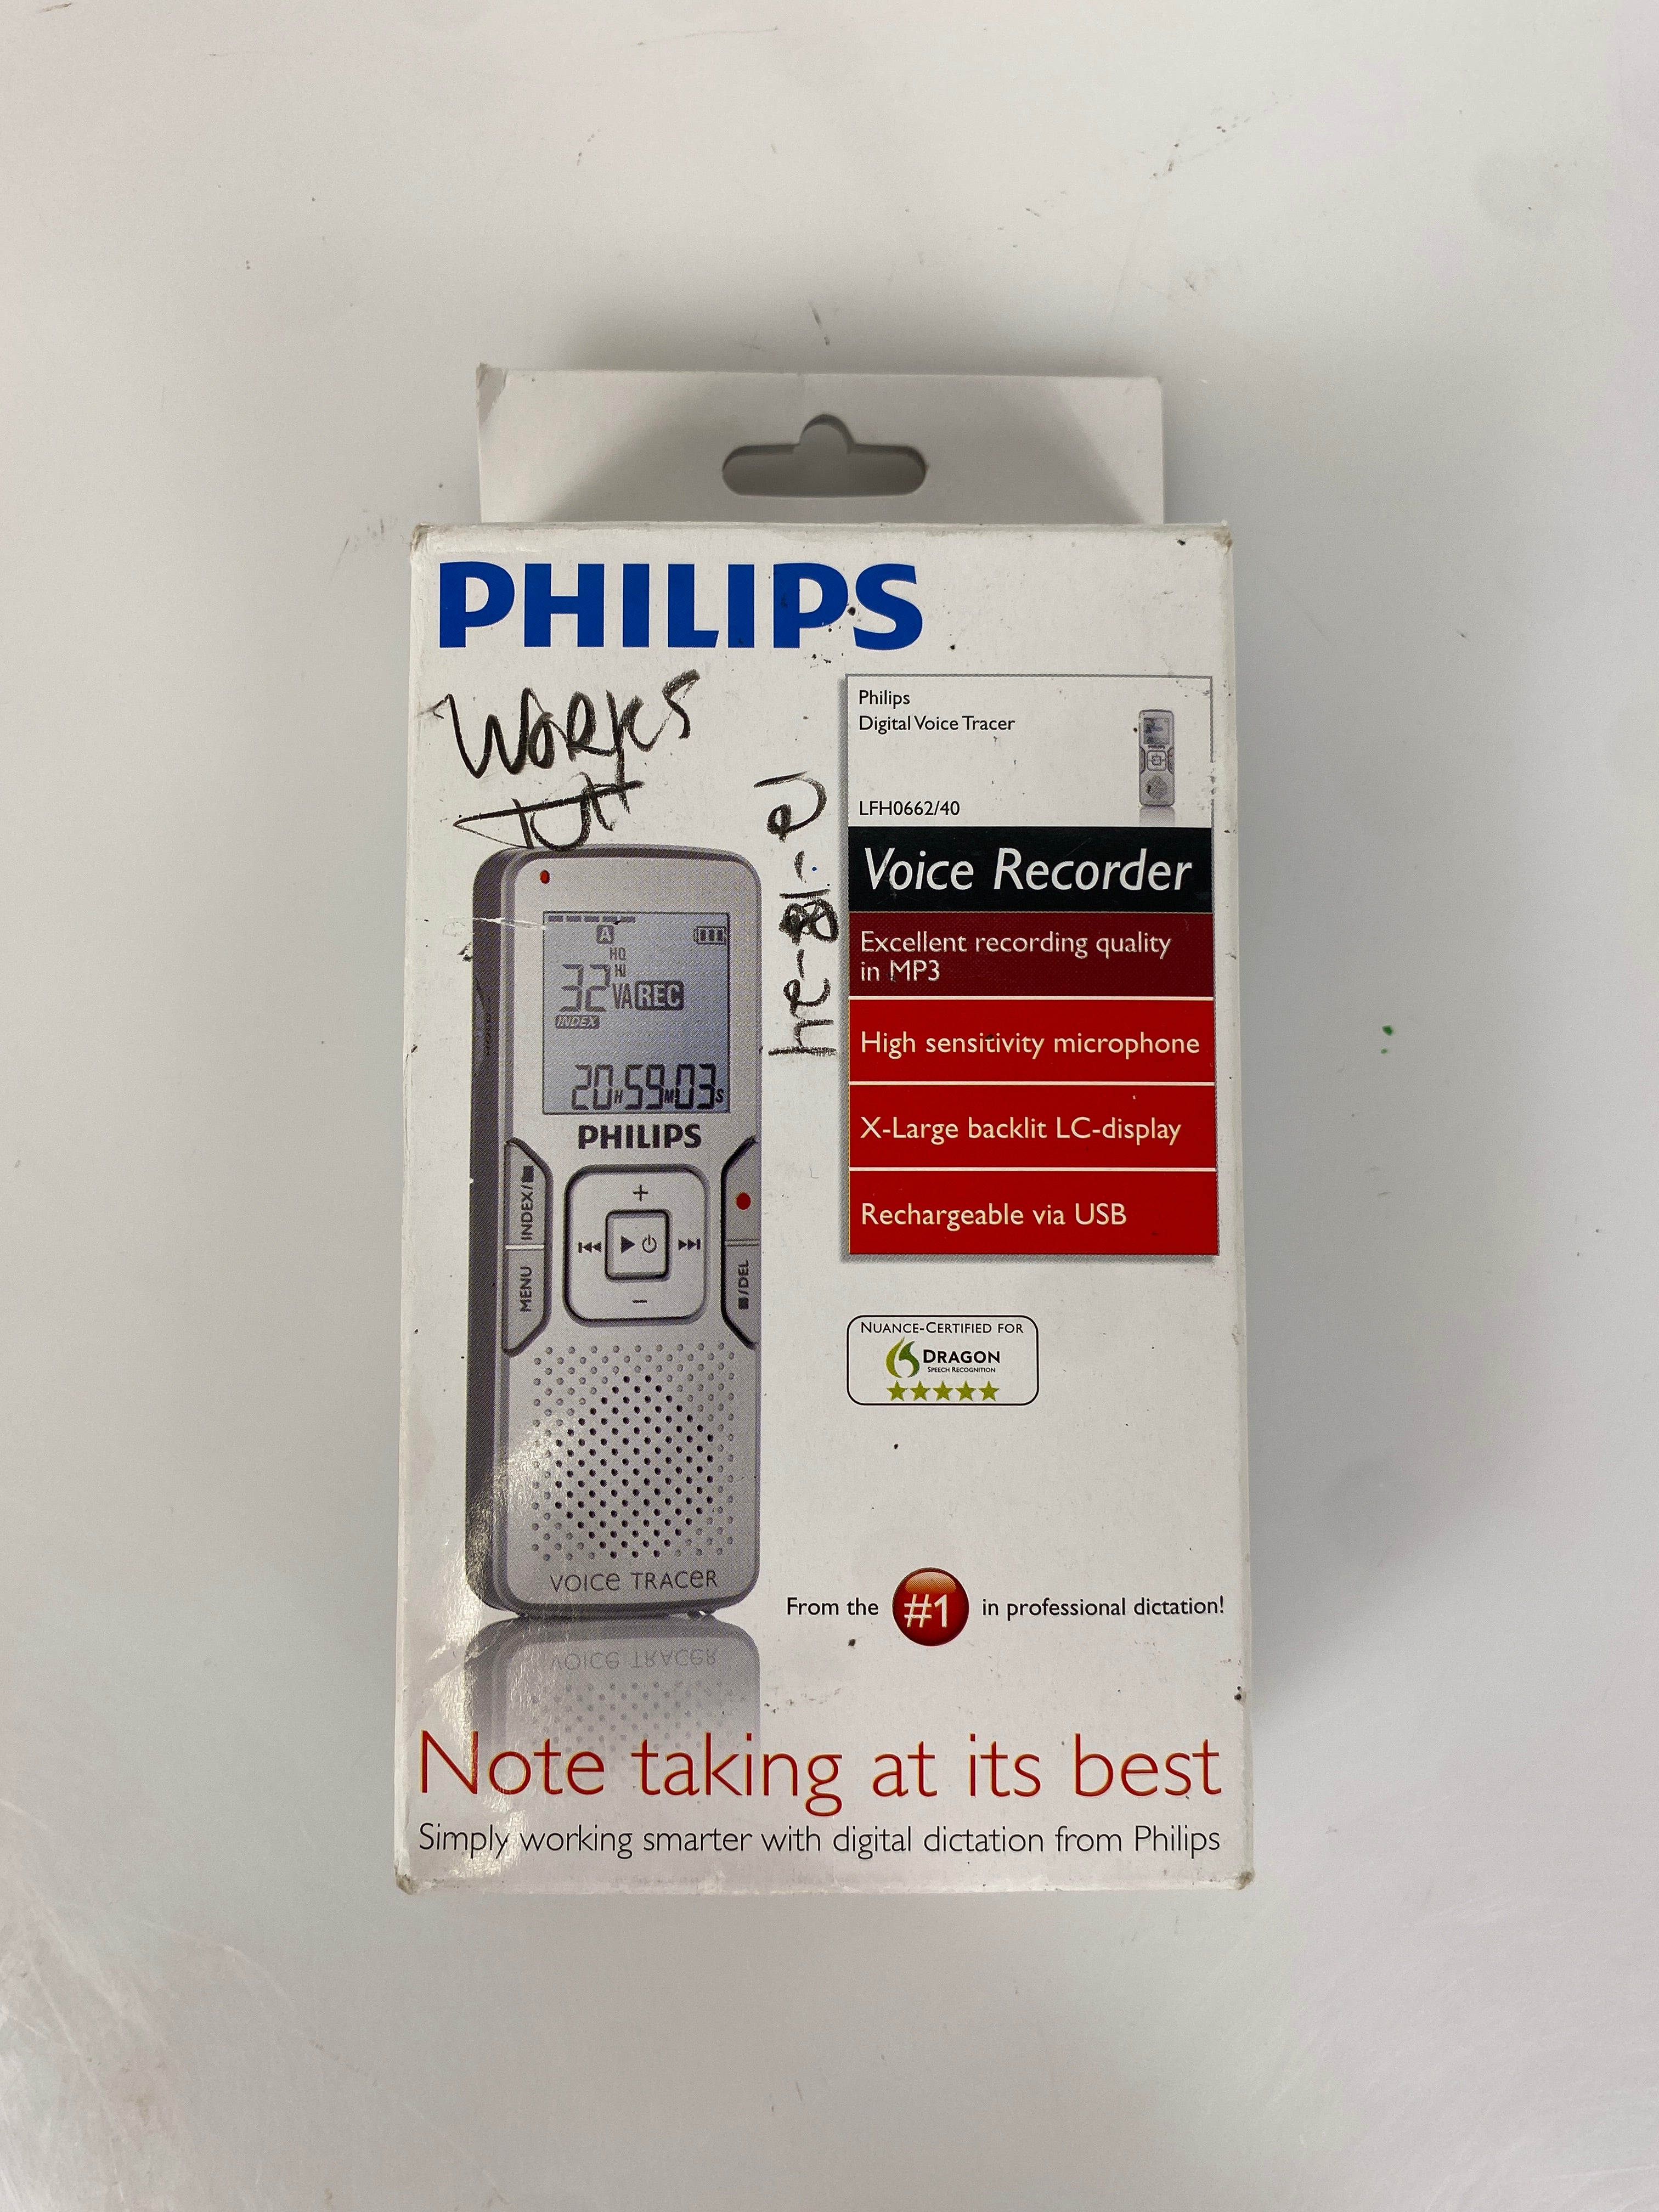 PHILIPS
WORKS
Philips
Digital Voice Tracer
LFH0662/40
Voice Recorder
Excellent recording quality
in MP3
High sensitivity microphone
X-Large backlit LC-display
Rechargeable via USB
A
HQ
HI
32 VA REC
INDEX
20H59M03S
PHILIPS
INDEX/■
MENU
■/DEL
VOICE TRACER
NUANCE-CERTIFIED FOR
DRAGON
SPEECH RECOGNITION
From the #1 in professional dictation!
Note taking at its best
Simply working smarter with digital dictation from Philips